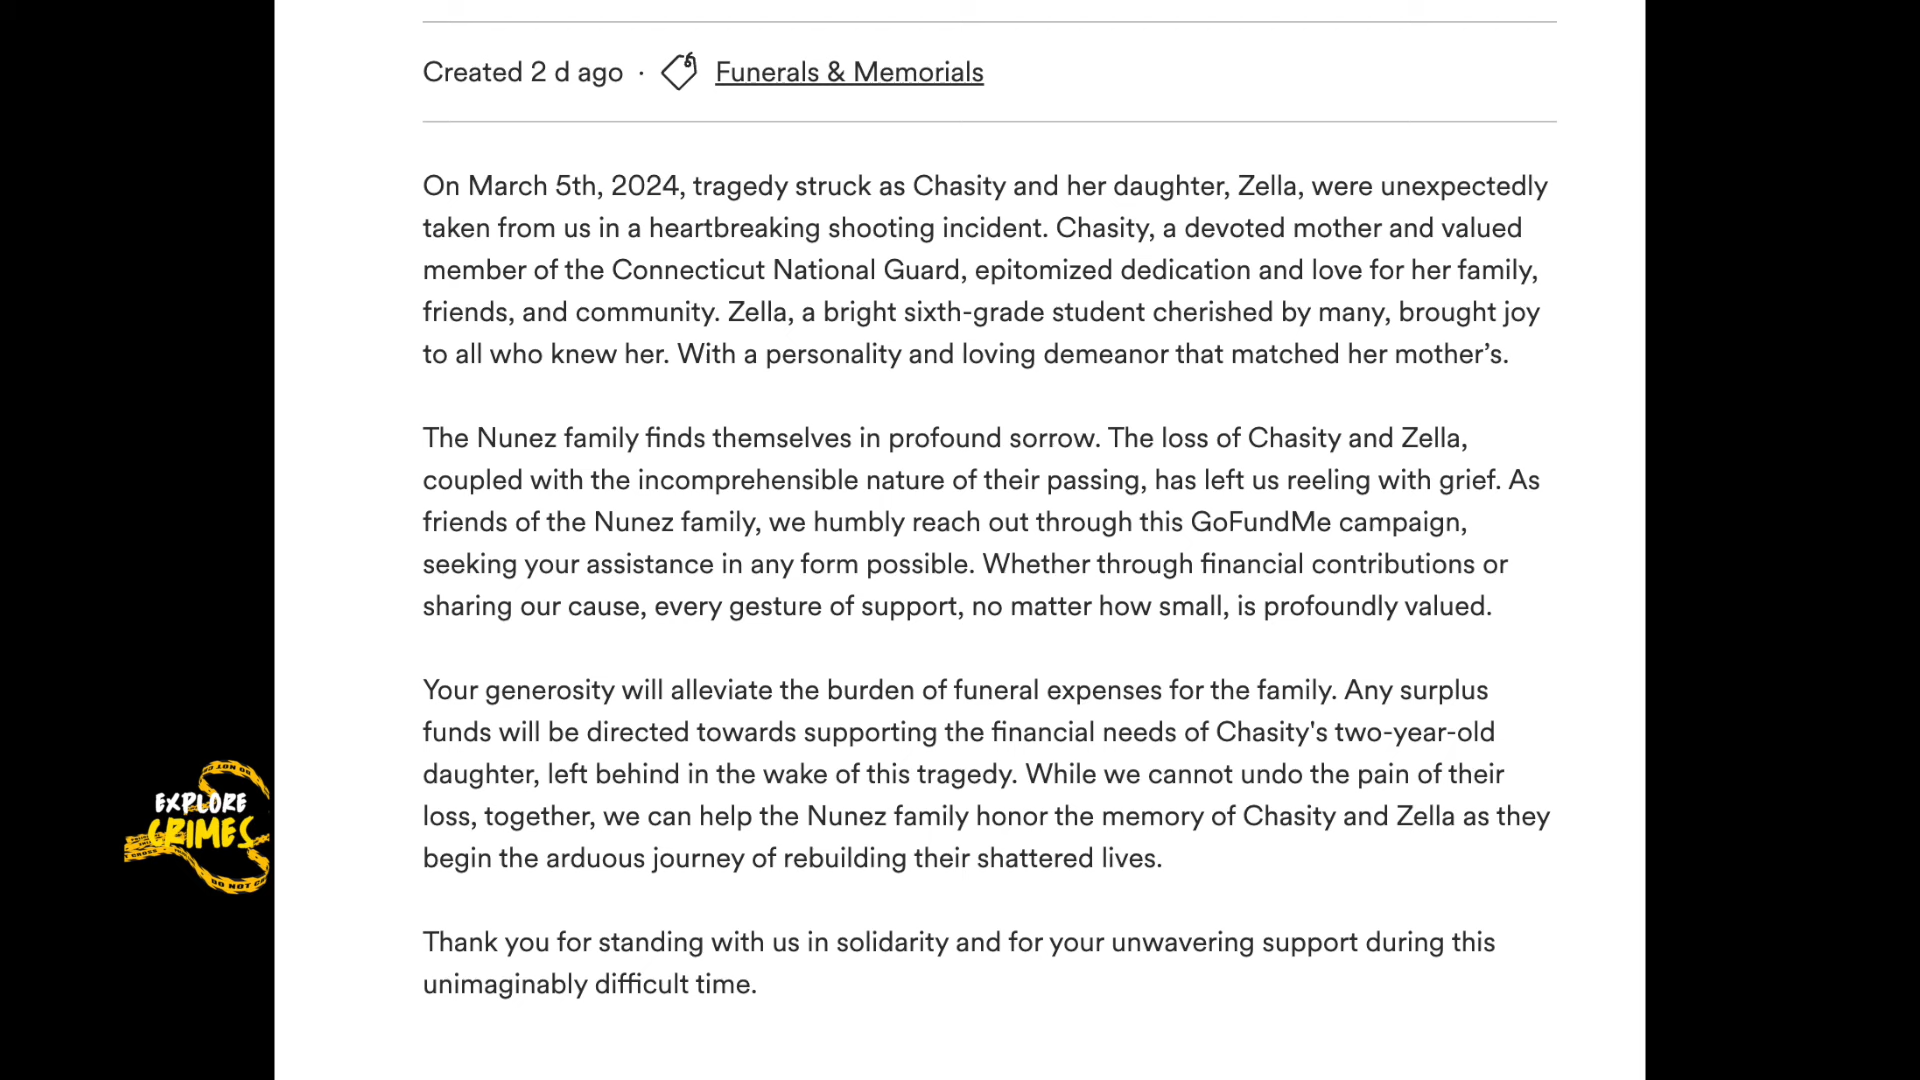 Created 2 d ago · Funerals & Memorials
On March 5th, 2024, tragedy struck as Chasity and her daughter, Zella, were unexpectedly
taken from us in a heartbreaking shooting incident. Chasity, a devoted mother and valued
member of the Connecticut National Guard, epitomized dedication and love for her family,
friends, and community. Zella, a bright sixth-grade student cherished by many, brought joy
to all who knew her. With a personality and loving demeanor that matched her mother’s.
The Nunez family finds themselves in profound sorrow. The loss of Chasity and Zella,
coupled with the incomprehensible nature of their passing, has left us reeling with grief. As
friends of the Nunez family, we humbly reach out through this GoFundMe campaign,
seeking your assistance in any form possible. Whether through financial contributions or
sharing our cause, every gesture of support, no matter how small, is profoundly valued.
Your generosity will alleviate the burden of funeral expenses for the family. Any surplus
funds will be directed towards supporting the financial needs of Chasity's two-year-old
daughter, left behind in the wake of this tragedy. While we cannot undo the pain of their
loss, together, we can help the Nunez family honor the memory of Chasity and Zella as they
begin the arduous journey of rebuilding their shattered lives.
Thank you for standing with us in solidarity and for your unwavering support during this
unimaginably difficult time.
EXPLORE
CRIMES